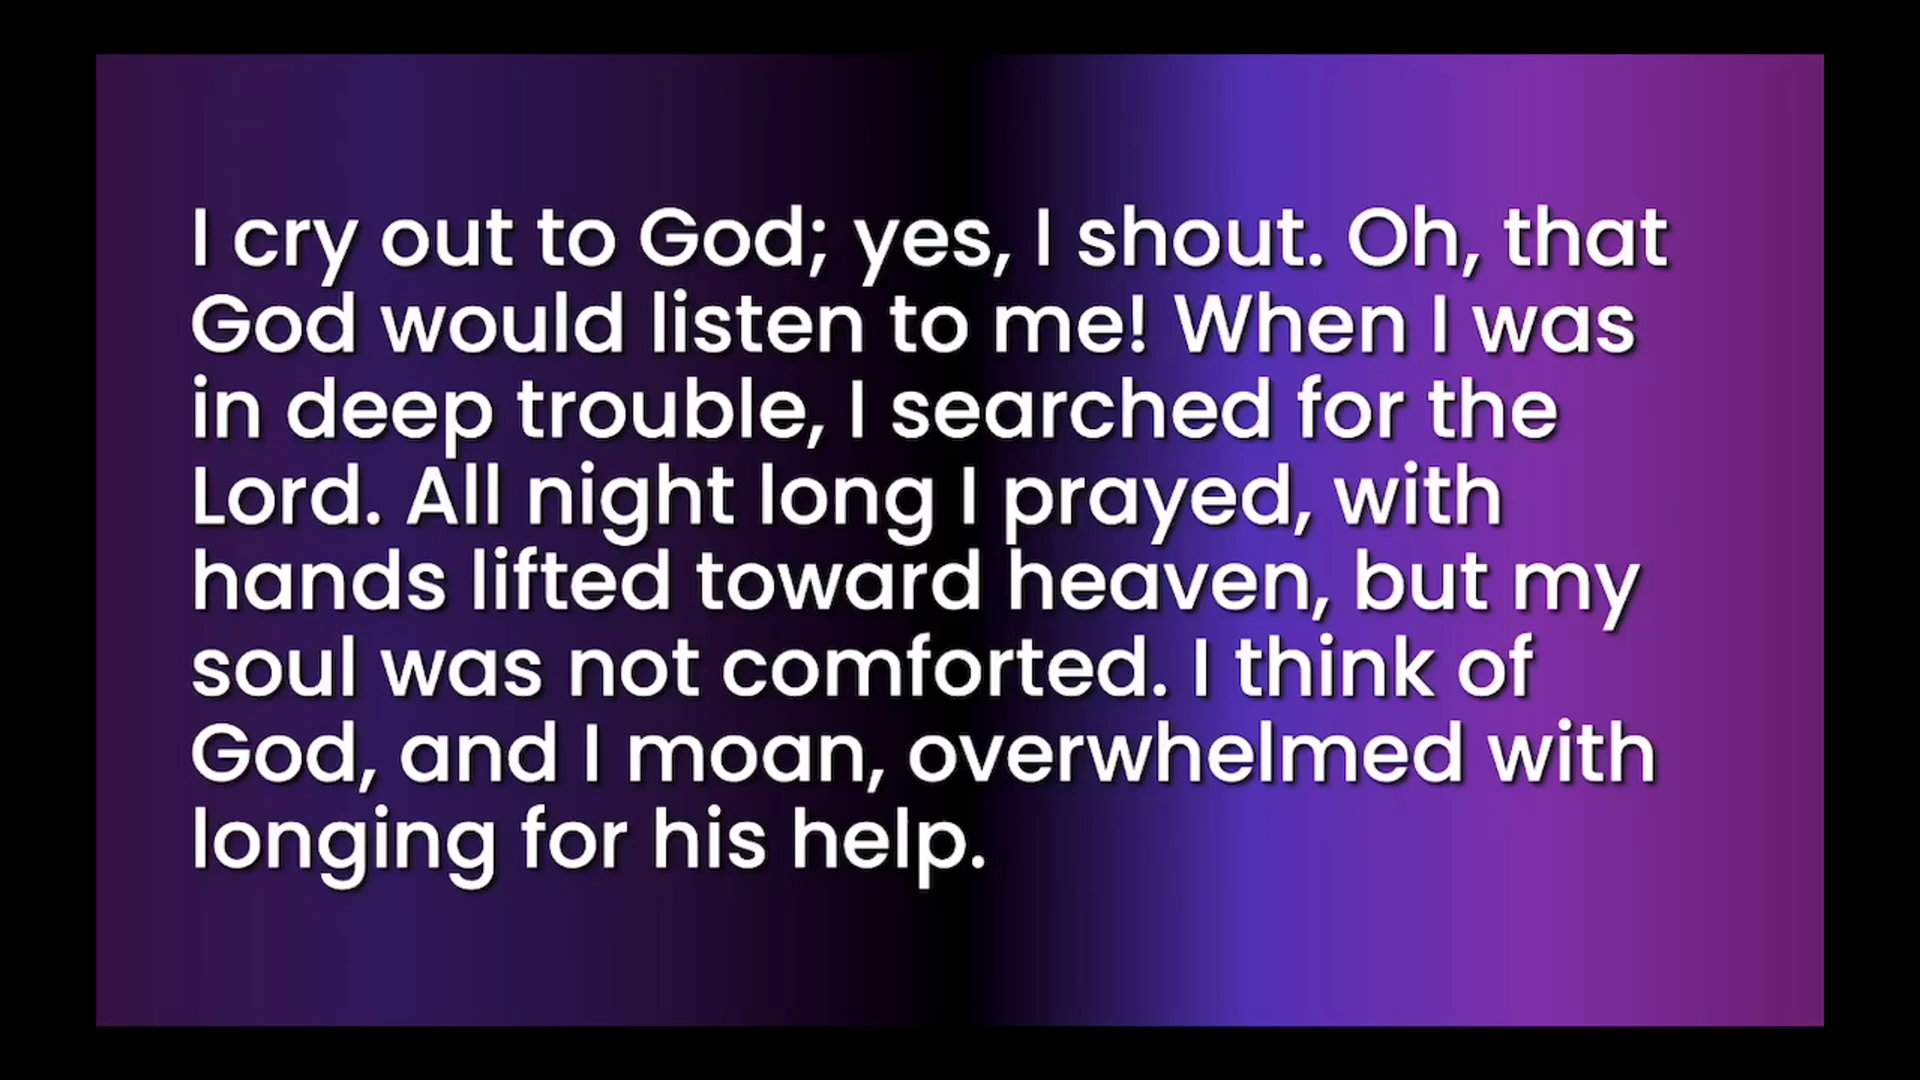 I cry out to God; yes, I shout. Oh, that
God would listen to me! When I was
in deep trouble, I searched for the
Lord. All night long I prayed, with
hands lifted toward heaven, but my
soul was not comforted. I think of
God, and I moan, overwhelmed with
longing for his help.